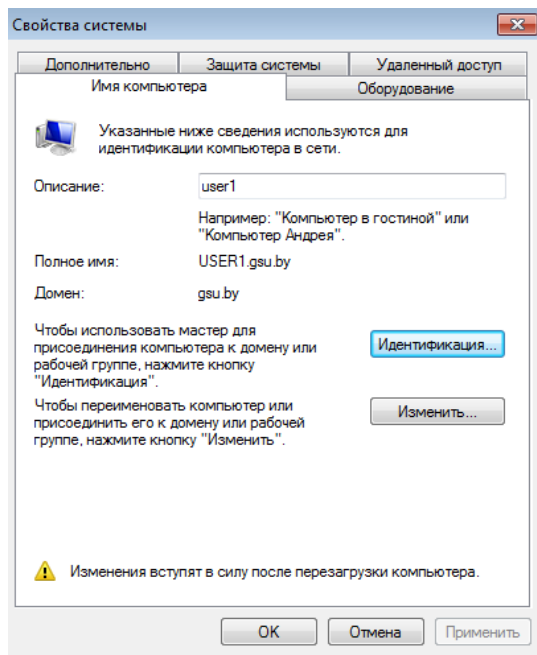 Свойства системы
Дополнительно
Защита системы
Удаленный доступ
Имя компьютера
Оборудование
Указанные ниже сведения используются для
идентификации компьютера в сети.
Описание:
user1
Например: "Компьютер в гостиной" или
"Компьютер Андрея".
Полное имя:
USER1.gsu.by
Домен:
gsu.by
Чтобы использовать мастер для
присоединения компьютера к домену или
рабочей группе, нажмите кнопку
"Идентификация".
Идентификация...
Чтобы переименовать компьютер или
присоединить его к домену или рабочей
группе, нажмите кнопку "Изменить".
Изменить...
Изменения вступят в силу после перезагрузки компьютера.
OK
Отмена
Применить